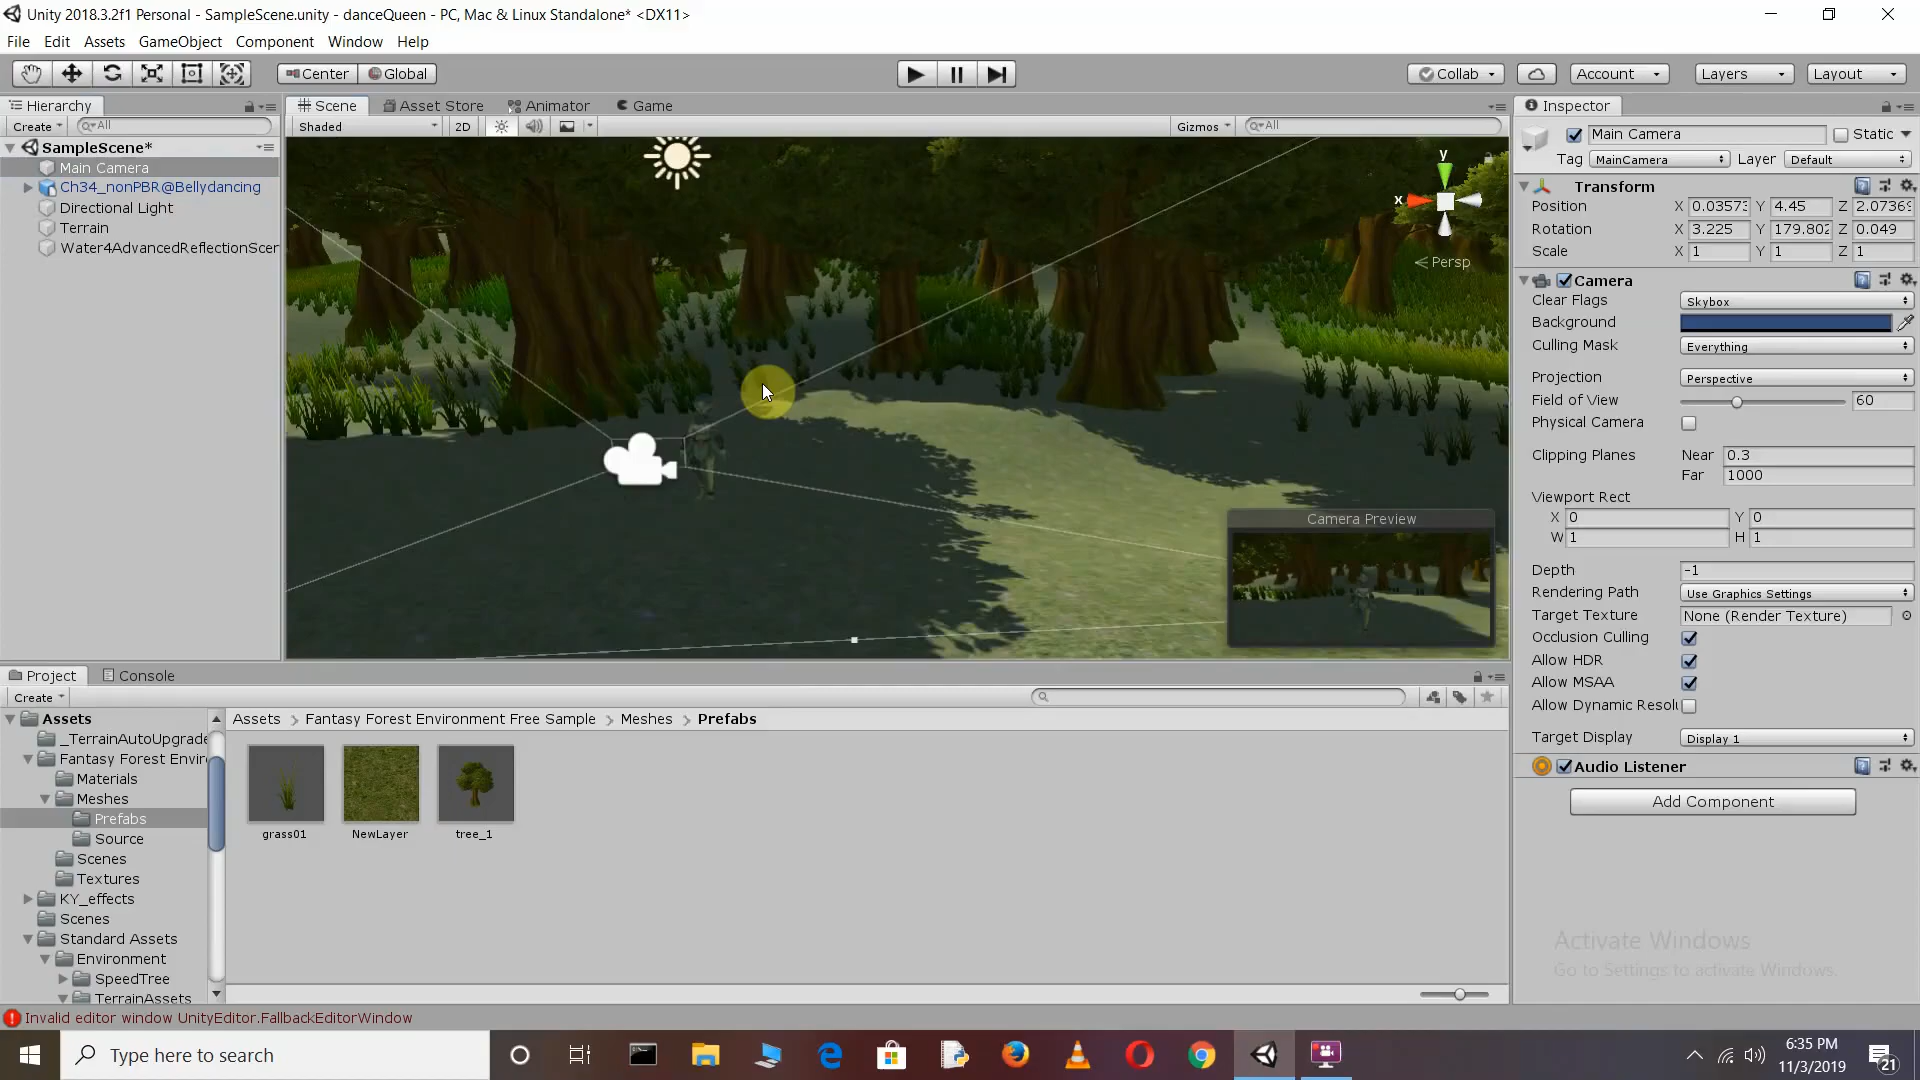 Unity 2018.3.2f1 Personal - SampleScene.unity - danceQueen - PC, Mac & Linux Standalone* <DX11>
File Edit Assets GameObject Component Window Help
Center Global Collab Account Layers Layout
Hierarchy
Create All
SampleScene*
Main Camera
Ch34_nonPBR@Bellydancing
Directional Light
Terrain
Water4AdvancedReflectionScer
Scene Asset Store Animator Game
Shaded 2D Gizmos All
y
x
Persp
Camera Preview
Inspector
Main Camera Static
Tag MainCamera Layer Default
Transform
Position X 0.03573 Y 4.45 Z 2.07369
Rotation X 3.225 Y 179.802 Z 0.049
Scale X 1 Y 1 Z 1
Camera
Clear Flags Skybox
Background
Culling Mask Everything
Projection Perspective
Field of View 60
Physical Camera
Clipping Planes Near 0.3
Far 1000
Viewport Rect
X 0 Y 0
W 1 H 1
Depth -1
Rendering Path Use Graphics Settings
Target Texture None (Render Texture)
Occlusion Culling
Allow HDR
Allow MSAA
Allow Dynamic Resolu
Target Display Display 1
Audio Listener
Add Component
Activate Windows
Go to Settings to activate Windows.
Project Console
Create
Assets
_TerrainAutoUpgrade
Fantasy Forest Envir
Materials
Meshes
Prefabs
Source
Scenes
Textures
KY_effects
Scenes
Standard Assets
Environment
SpeedTree
TerrainAssets
Assets Fantasy Forest Environment Free Sample Meshes Prefabs
grass01 NewLayer tree_1
Invalid editor window UnityEditor.FallbackEditorWindow
Type here to search
6:35 PM
11/3/2019
21